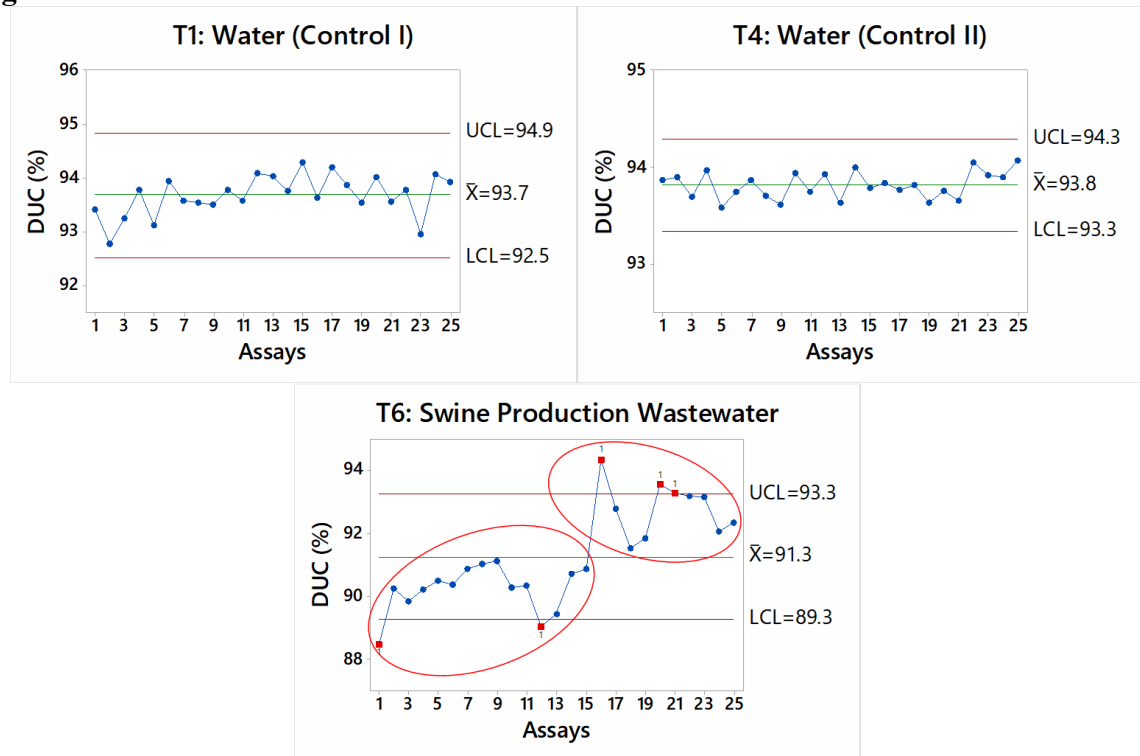 g
T1: Water (Control I)
96
95
94
93
92
DUC (%)
UCL=94.9
X̄=93.7
LCL=92.5
1 3 5 7 9 11 13 15 17 19 21 23 25
Assays
T4: Water (Control II)
95
94
93
DUC (%)
UCL=94.3
X̄=93.8
LCL=93.3
1 3 5 7 9 11 13 15 17 19 21 23 25
Assays
T6: Swine Production Wastewater
94
92
90
88
DUC (%)
1
1
1
1
1
UCL=93.3
X̄=91.3
LCL=89.3
1 3 5 7 9 11 13 15 17 19 21 23 25
Assays